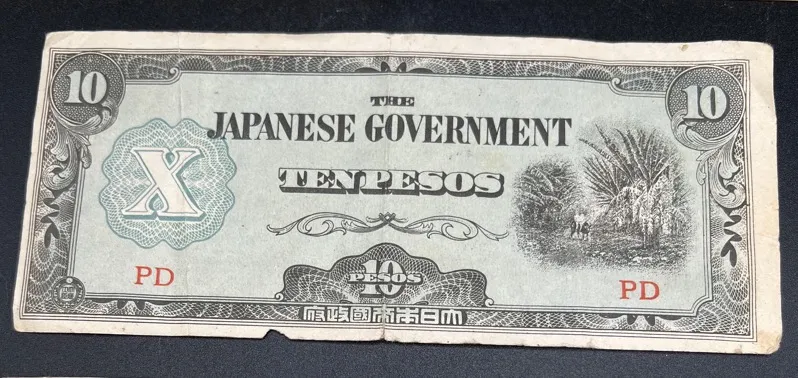 10
10
THE
JAPANESE GOVERNMENT
X
TEN PESOS
PD
PD
10
PESOS
府政國帝本日大